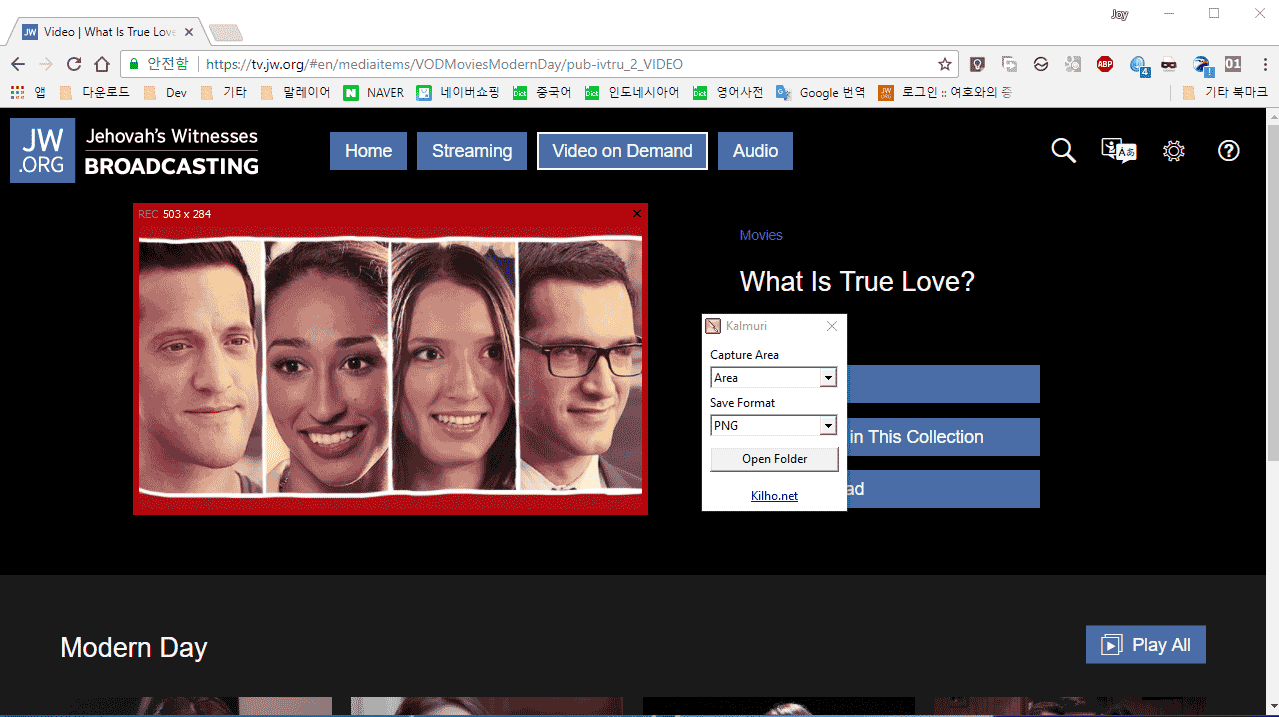 Joy
Video | What Is True Love
안전함 https://tv.jw.org/#en/mediaitems/VODMoviesModernDay/pub-ivtru_2_VIDEO
ABP 4 ! 01
앱 다운로드 Dev 기타 말레이어 NAVER 네이버쇼핑 중국어 인도네시아어 영어사전 Google 번역 로그인 :: 여호와의 증 기타 북마크
JW
.ORG
Jehovah's Witnesses
BROADCASTING
Home Streaming Video on Demand Audio
REC 503 x 284
Movies
What Is True Love?
Kalmuri
Capture Area
Area
Save Format
PNG
in This Collection
Open Folder
ad
Kilho.net
Modern Day
Play All